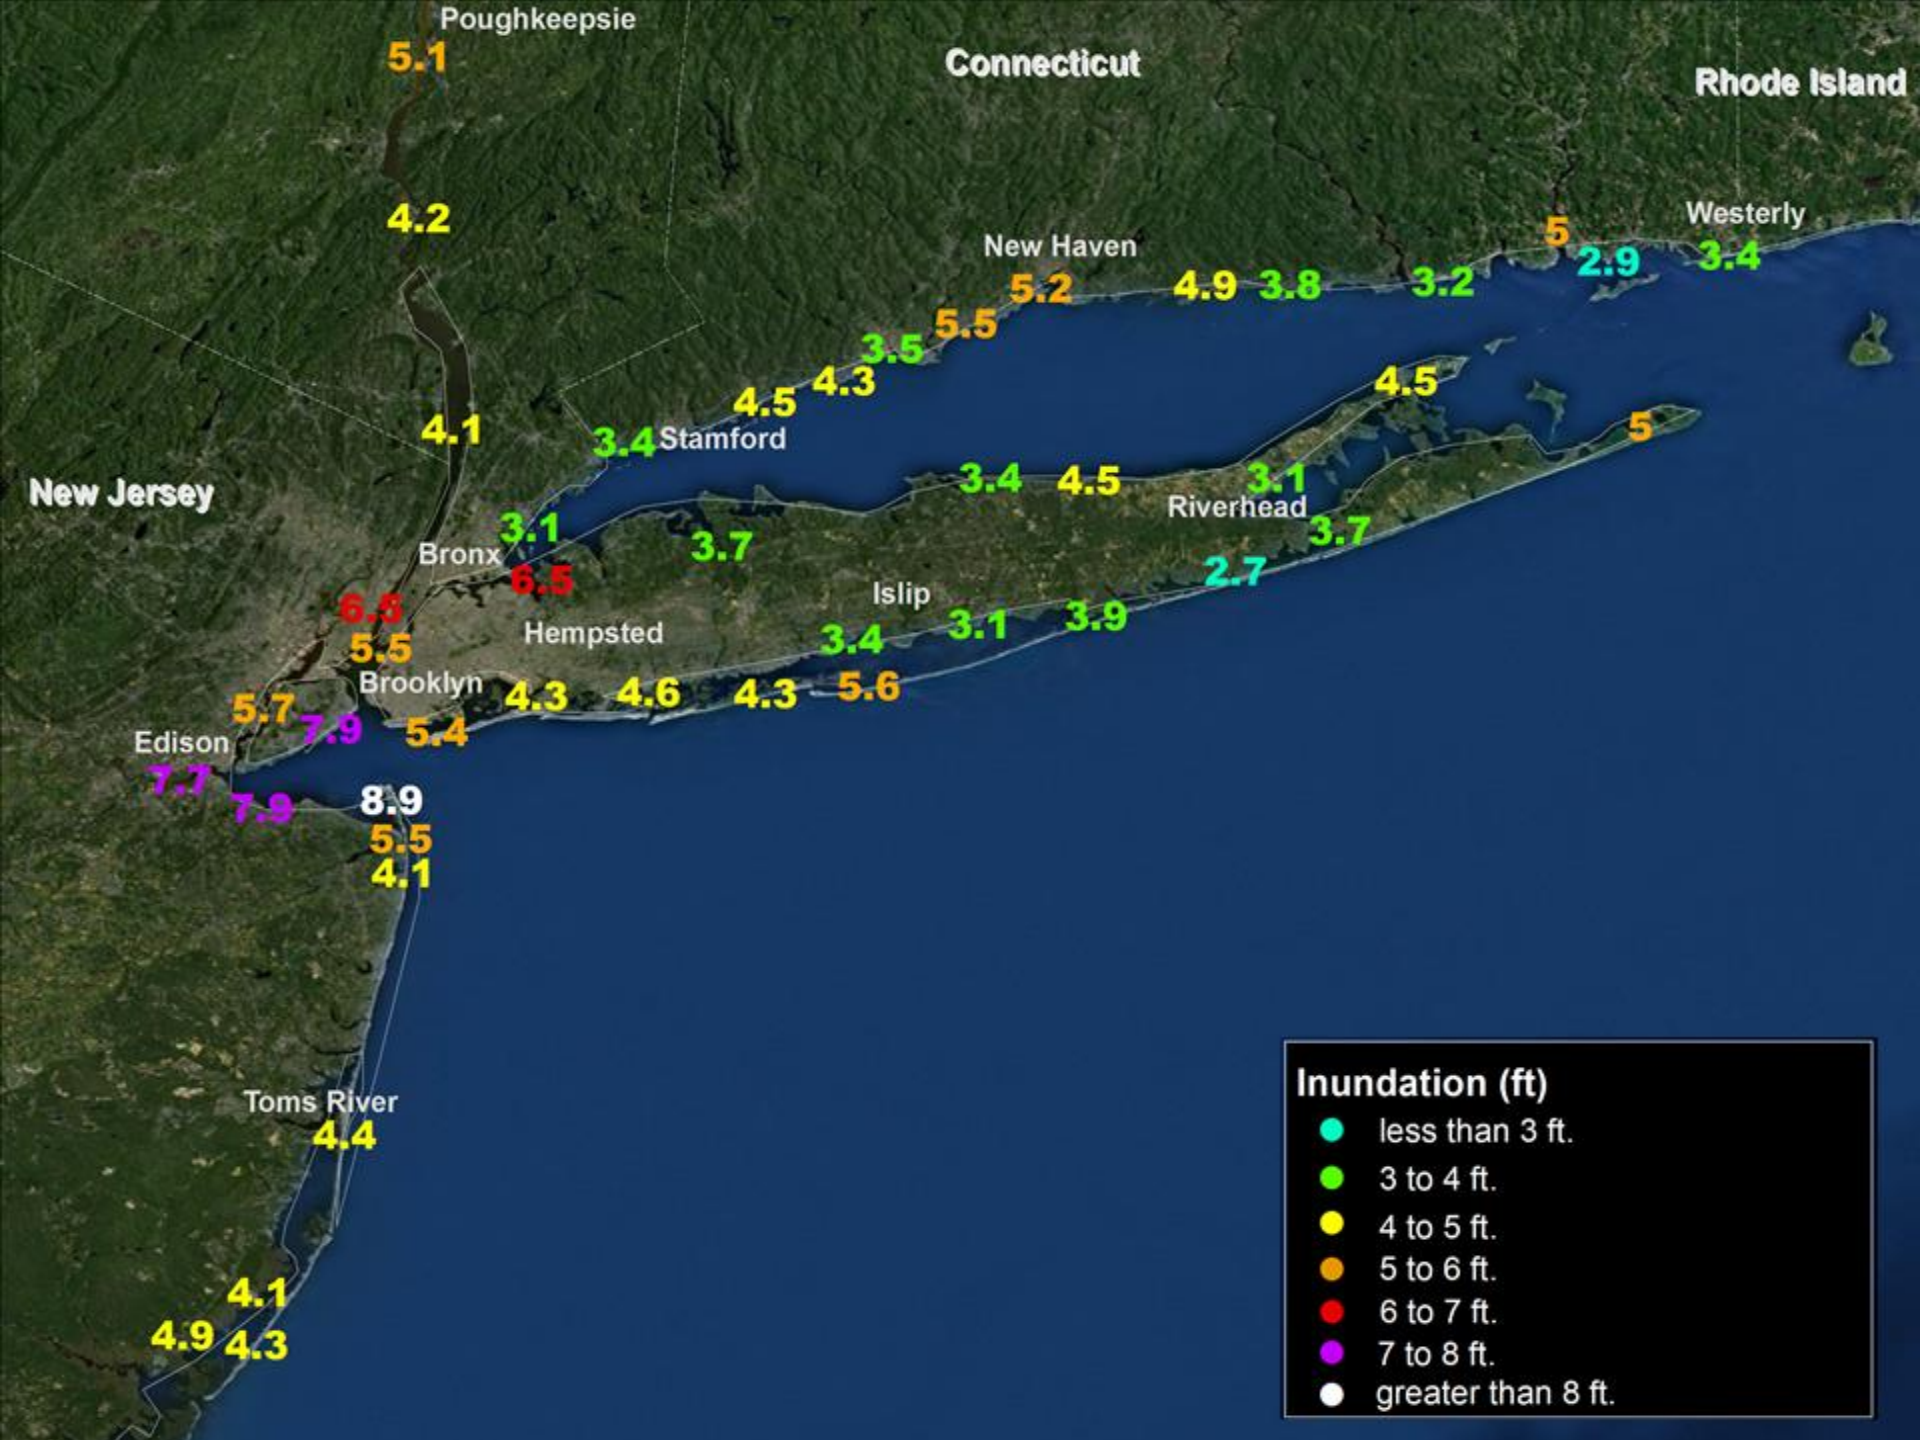 Poughkeepsie
5.1
Connecticut
Rhode Island
4.2
Westerly
5
New Haven
2.9
3.4
5.2
4.9
3.8
3.2
5.5
3.5
4.3
4.5
4.5
4.1
3.4
Stamford
5
New Jersey
3.4
4.5
3.1
Riverhead
3.1
3.7
3.7
Bronx
6.5
2.7
Islip
6.5
3.4
3.1
3.9
Hempsted
5.5
Brooklyn
4.3
4.6
4.3
5.6
5.7
7.9
5.4
Edison
7.7
7.9
8.9
5.5
4.1
Toms River
4.4
4.1
4.9
4.3
Inundation (ft)
less than 3 ft.
3 to 4 ft.
4 to 5 ft.
5 to 6 ft.
6 to 7 ft.
7 to 8 ft.
greater than 8 ft.